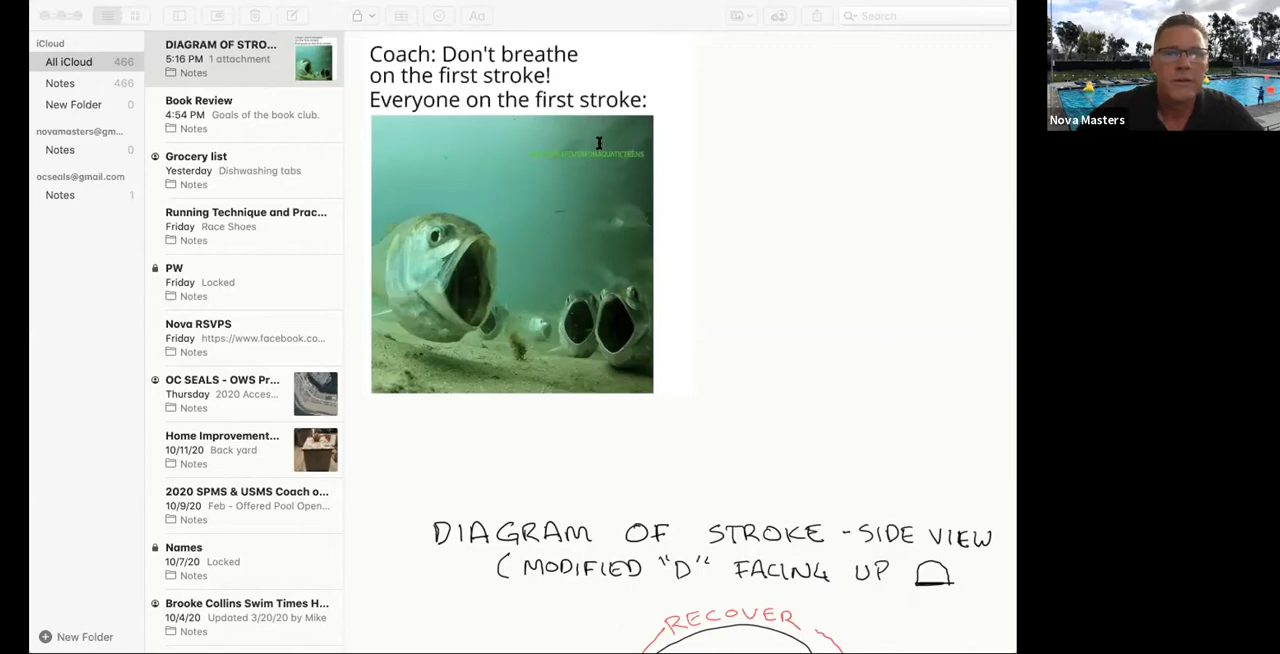 Aa
Search
iCloud
All iCloud 466
Notes 466
New Folder 0
novamasters@gm...
Notes 0
ocseals@gmail.com
Notes 1
New Folder
DIAGRAM OF STRO...
5:16 PM 1 attachment
Notes
Book Review
4:54 PM Goals of the book club.
Notes
Grocery list
Yesterday Dishwashing tabs
Notes
Running Technique and Prac...
Friday Race Shoes
Notes
PW
Friday Locked
Notes
Nova RSVPS
Friday https://www.facebook.co...
Notes
OC SEALS - OWS Pr...
Thursday 2020 Acces...
Notes
Home Improvement...
10/11/20 Back yard
Notes
2020 SPMS & USMS Coach o...
10/9/20 Feb - Offered Pool Open...
Notes
Names
10/7/20 Locked
Notes
Brooke Collins Swim Times H...
10/4/20 Updated 3/20/20 by Mike
Notes
Coach: Don't breathe
on the first stroke!
Everyone on the first stroke:
DIAGRAM OF STROKE - SIDE VIEW
(MODIFIED "D" FACING UP
RECOVER
Nova Masters